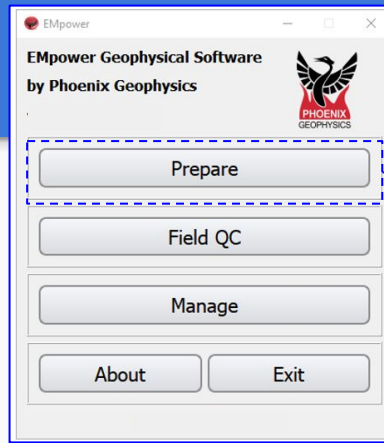 EMpower
EMpower Geophysical Software
by Phoenix Geophysics
PHOENIX
GEOPHYSICS
Prepare
Field QC
Manage
About Exit